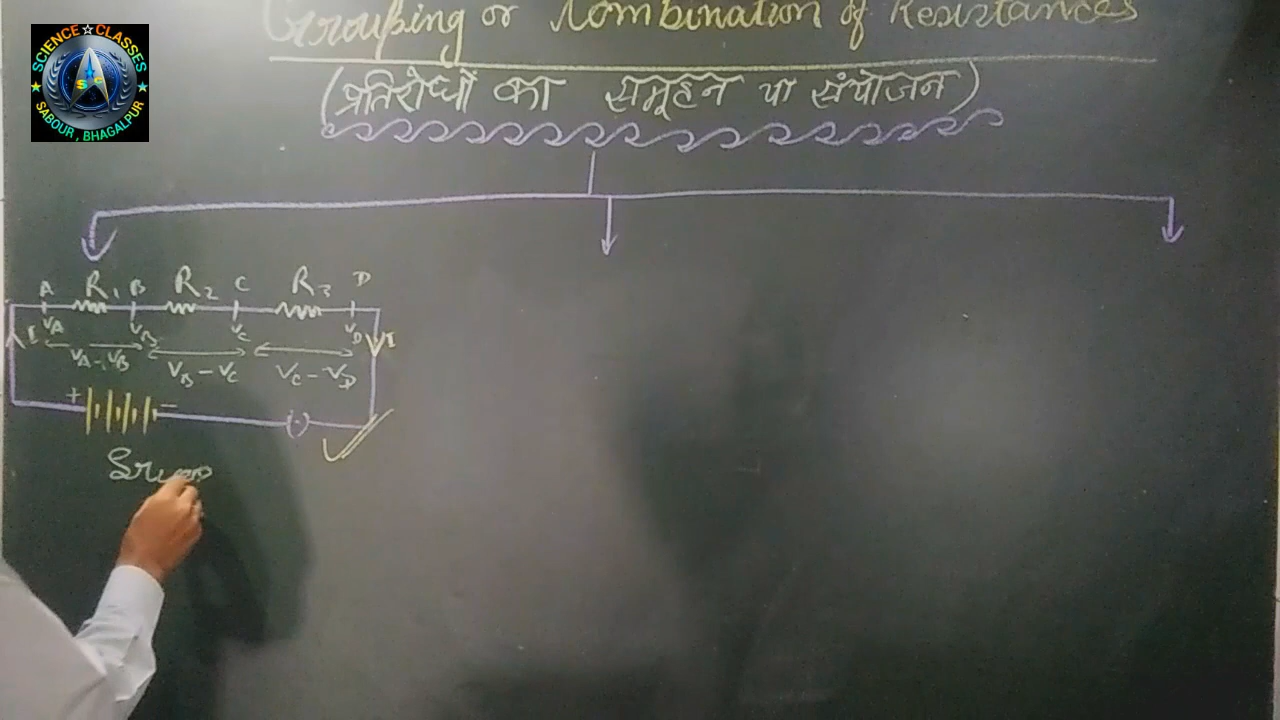 SCIENCE☆CLASSES
SABOUR, BHAGALPUR
Grouping or Combination of Resistances
(प्रतिरोधों का समूहन या संयोजन)
A R1 B R2 C R3 D
I VA VB VC VD I
VA-VB VB-VC VC-VD
+ -